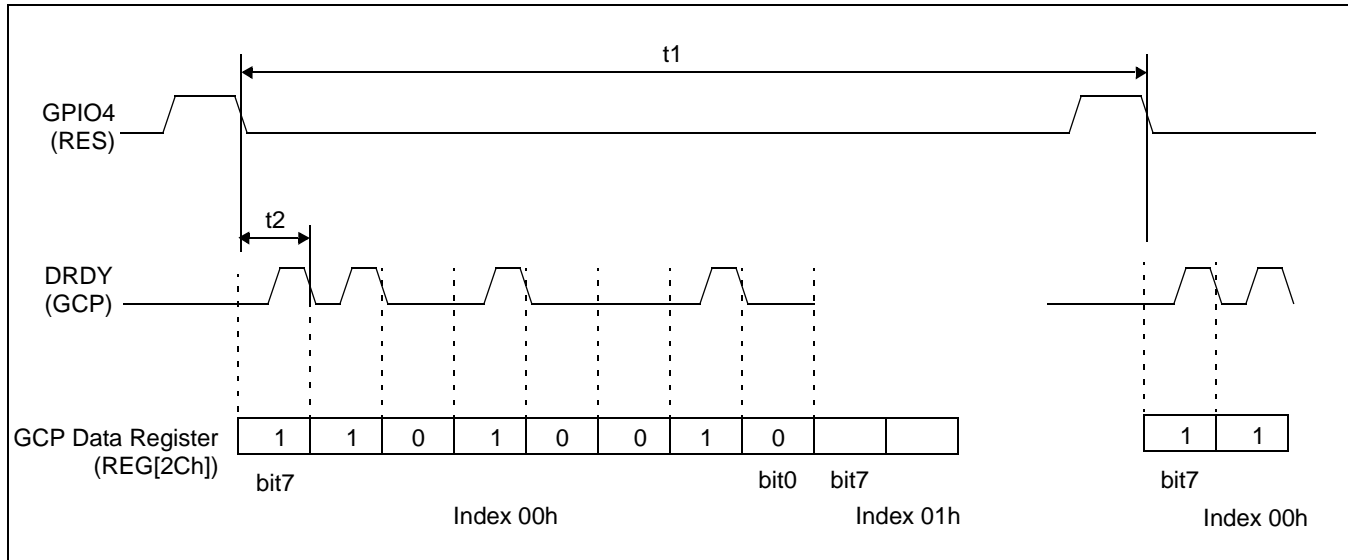 t1
GPIO4
(RES)
t2
DRDY
(GCP)
GCP Data Register
(REG[2Ch])
1 1 0 1 0 0 1 0
1 1
bit7 bit0 bit7 bit7
Index 00h Index 01h Index 00h